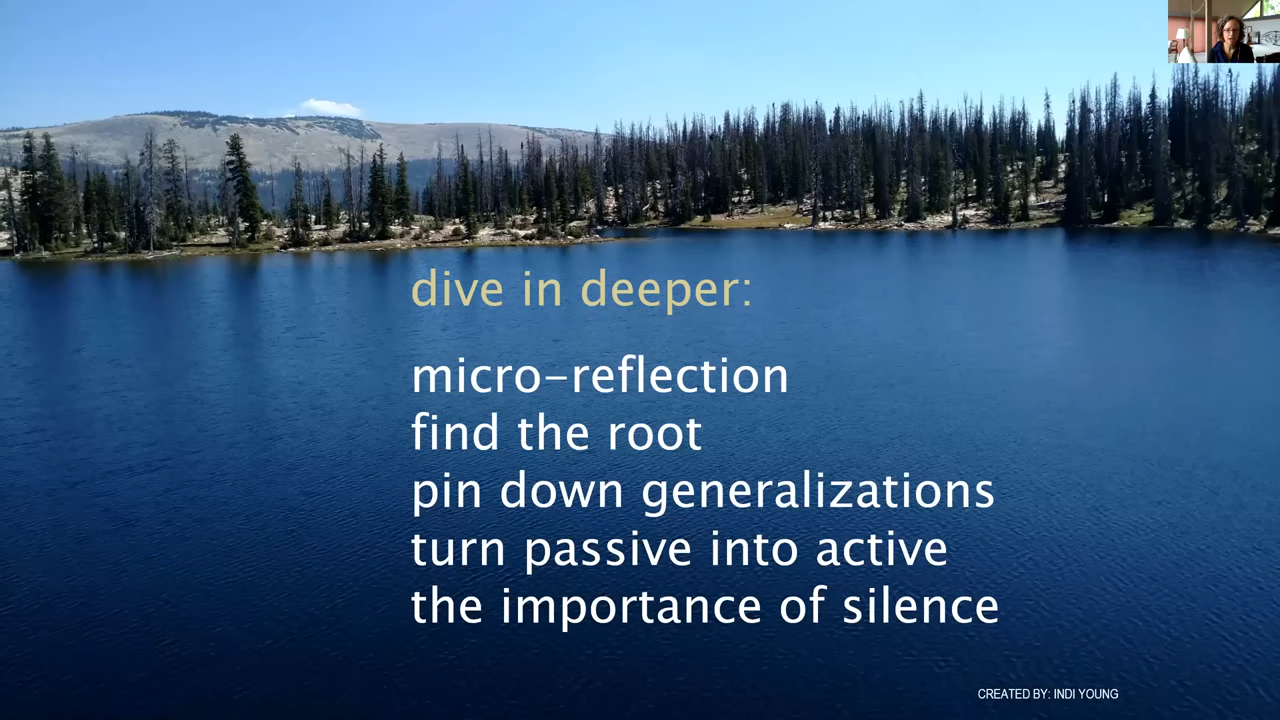 dive in deeper:
micro-reflection
find the root
pin down generalizations
turn passive into active
the importance of silence
CREATED BY: INDI YOUNG